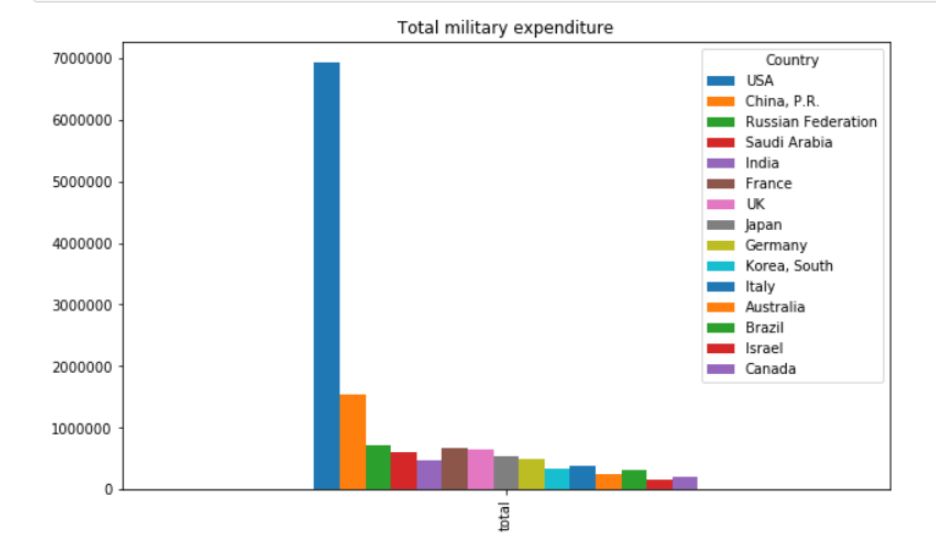 Total military expenditure
7000000
6000000
5000000
4000000
3000000
2000000
1000000
0
Country
USA
China, P.R.
Russian Federation
Saudi Arabia
India
France
UK
Japan
Germany
Korea, South
Italy
Australia
Brazil
Israel
Canada
total